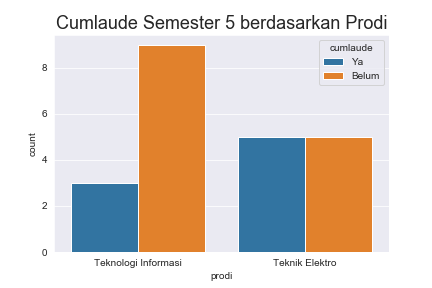 Cumlaude Semester 5 berdasarkan Prodi
cumlaude
Ya
Belum
8
6
4
2
0
count
Teknologi Informasi
Teknik Elektro
prodi